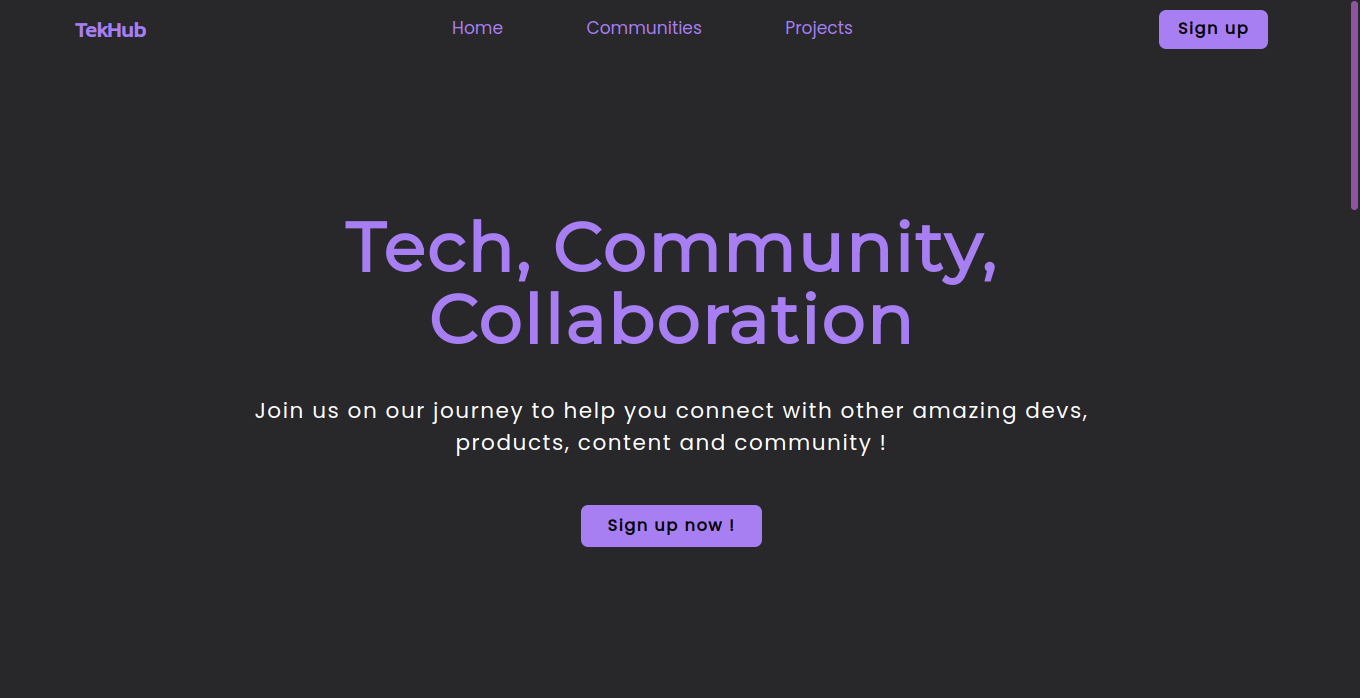 TekHub
Home
Communities
Projects
Sign up
Tech, Community,
Collaboration
Join us on our journey to help you connect with other amazing devs,
products, content and community !
Sign up now !